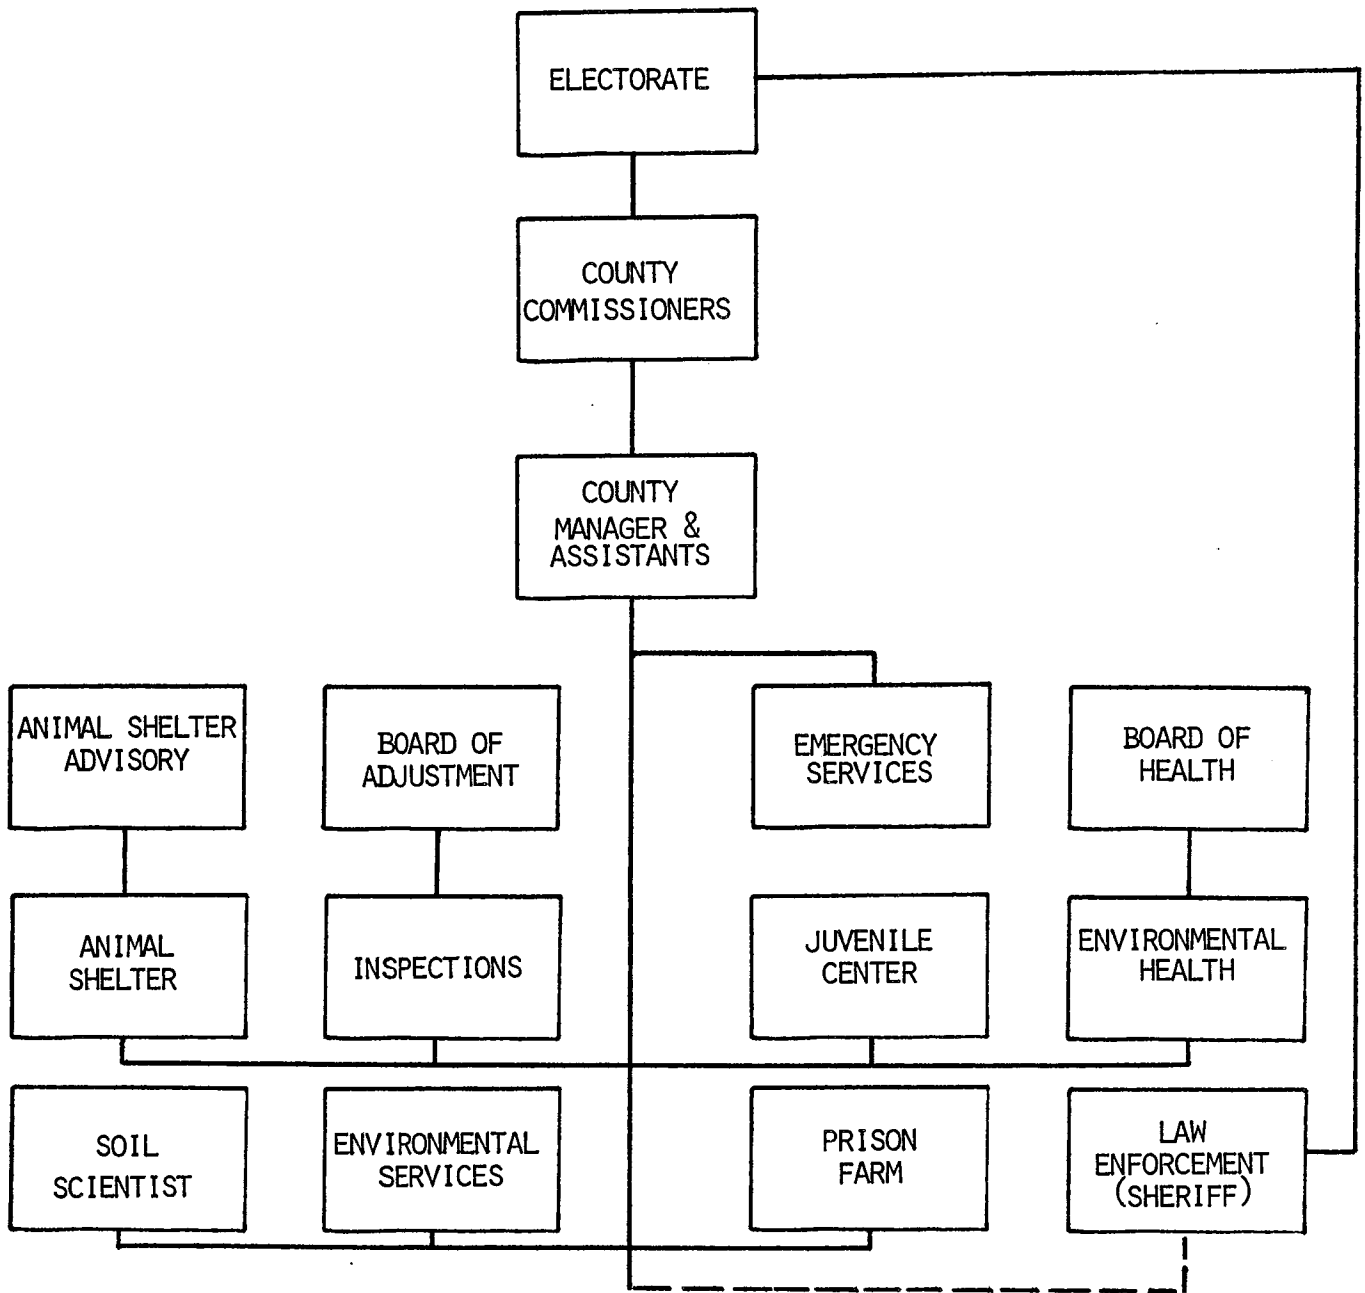 ELECTORATE
COUNTY
COMMISSIONERS
COUNTY
MANAGER &
ASSISTANTS
ANIMAL SHELTER
ADVISORY
BOARD OF
ADJUSTMENT
EMERGENCY
SERVICES
BOARD OF
HEALTH
ANIMAL
SHELTER
INSPECTIONS
JUVENILE
CENTER
ENVIRONMENTAL
HEALTH
SOIL
SCIENTIST
ENVIRONMENTAL
SERVICES
PRISON
FARM
LAW
ENFORCEMENT
(SHERIFF)